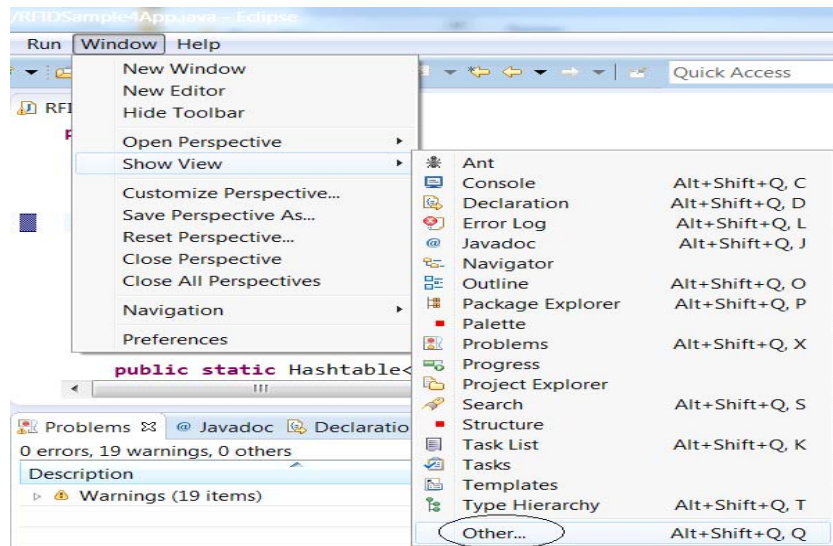 /RFIDSample4App.java - Eclipse
Run Window Help
Quick Access
RFI
New Window
New Editor
Hide Toolbar
Open Perspective
Show View
Customize Perspective...
Save Perspective As...
Reset Perspective...
Close Perspective
Close All Perspectives
Navigation
Preferences
Ant
Console Alt+Shift+Q, C
Declaration Alt+Shift+Q, D
Error Log Alt+Shift+Q, L
Javadoc Alt+Shift+Q, J
Navigator
Outline Alt+Shift+Q, O
Package Explorer Alt+Shift+Q, P
Palette
Problems Alt+Shift+Q, X
Progress
Project Explorer
Search Alt+Shift+Q, S
Structure
Task List Alt+Shift+Q, K
Tasks
Templates
Type Hierarchy Alt+Shift+Q, T
Other... Alt+Shift+Q, Q
public static Hashtable<
Problems @ Javadoc Declaratio
0 errors, 19 warnings, 0 others
Description
Warnings (19 items)